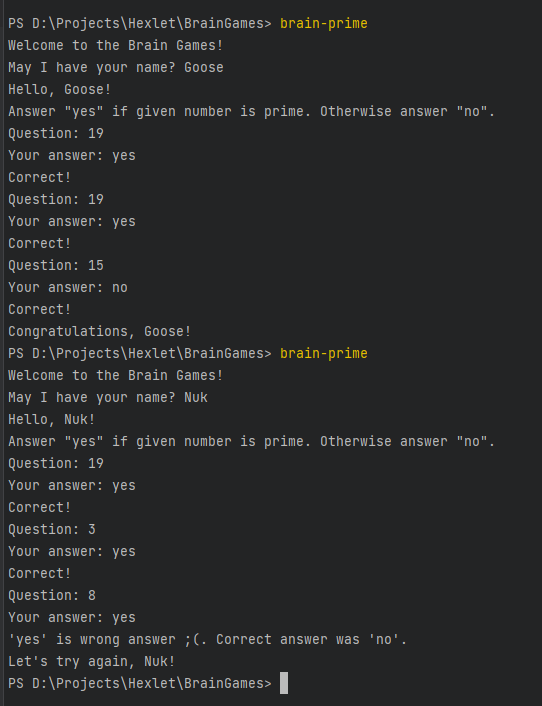 PS D:\Projects\Hexlet\BrainGames> brain-prime
Welcome to the Brain Games!
May I have your name? Goose
Hello, Goose!
Answer "yes" if given number is prime. Otherwise answer "no".
Question: 19
Your answer: yes
Correct!
Question: 19
Your answer: yes
Correct!
Question: 15
Your answer: no
Correct!
Congratulations, Goose!
PS D:\Projects\Hexlet\BrainGames> brain-prime
Welcome to the Brain Games!
May I have your name? Nuk
Hello, Nuk!
Answer "yes" if given number is prime. Otherwise answer "no".
Question: 19
Your answer: yes
Correct!
Question: 3
Your answer: yes
Correct!
Question: 8
Your answer: yes
'yes' is wrong answer ;(. Correct answer was 'no'.
Let's try again, Nuk!
PS D:\Projects\Hexlet\BrainGames>